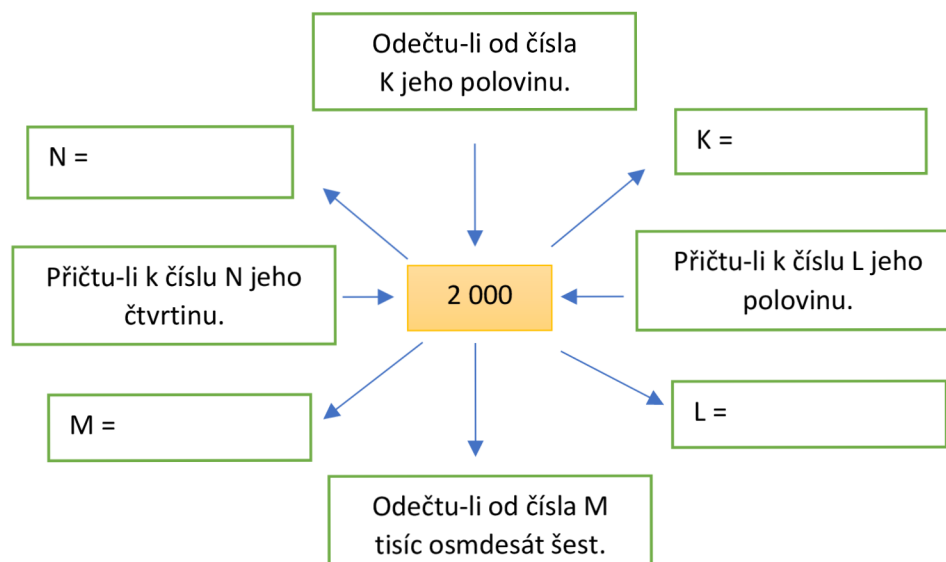 Odečtu-li od čísla
K jeho polovinu.
N =
K =
Přičtu-li k číslu N jeho
čtvrtinu.
2 000
Přičtu-li k číslu L jeho
polovinu.
M =
L =
Odečtu-li od čísla M
tisíc osmdesát šest.